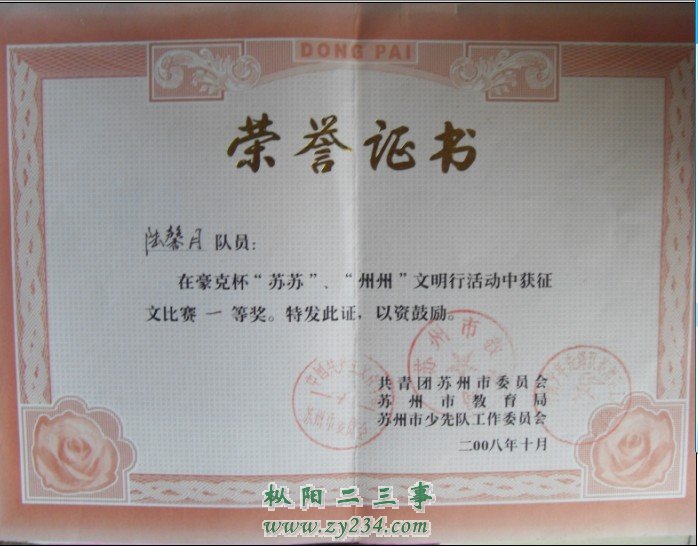 DONG PAI
荣誉证书
陆馨月队员：
在豪克杯“苏苏”、“州州”文明行活动中获征
文比赛 一 等奖。特发此证，以资鼓励。
共青团苏州市委员会
苏州市教育局
苏州市少先队工作委员会
二00八年十月
枞阳二三事
www.zy234.com